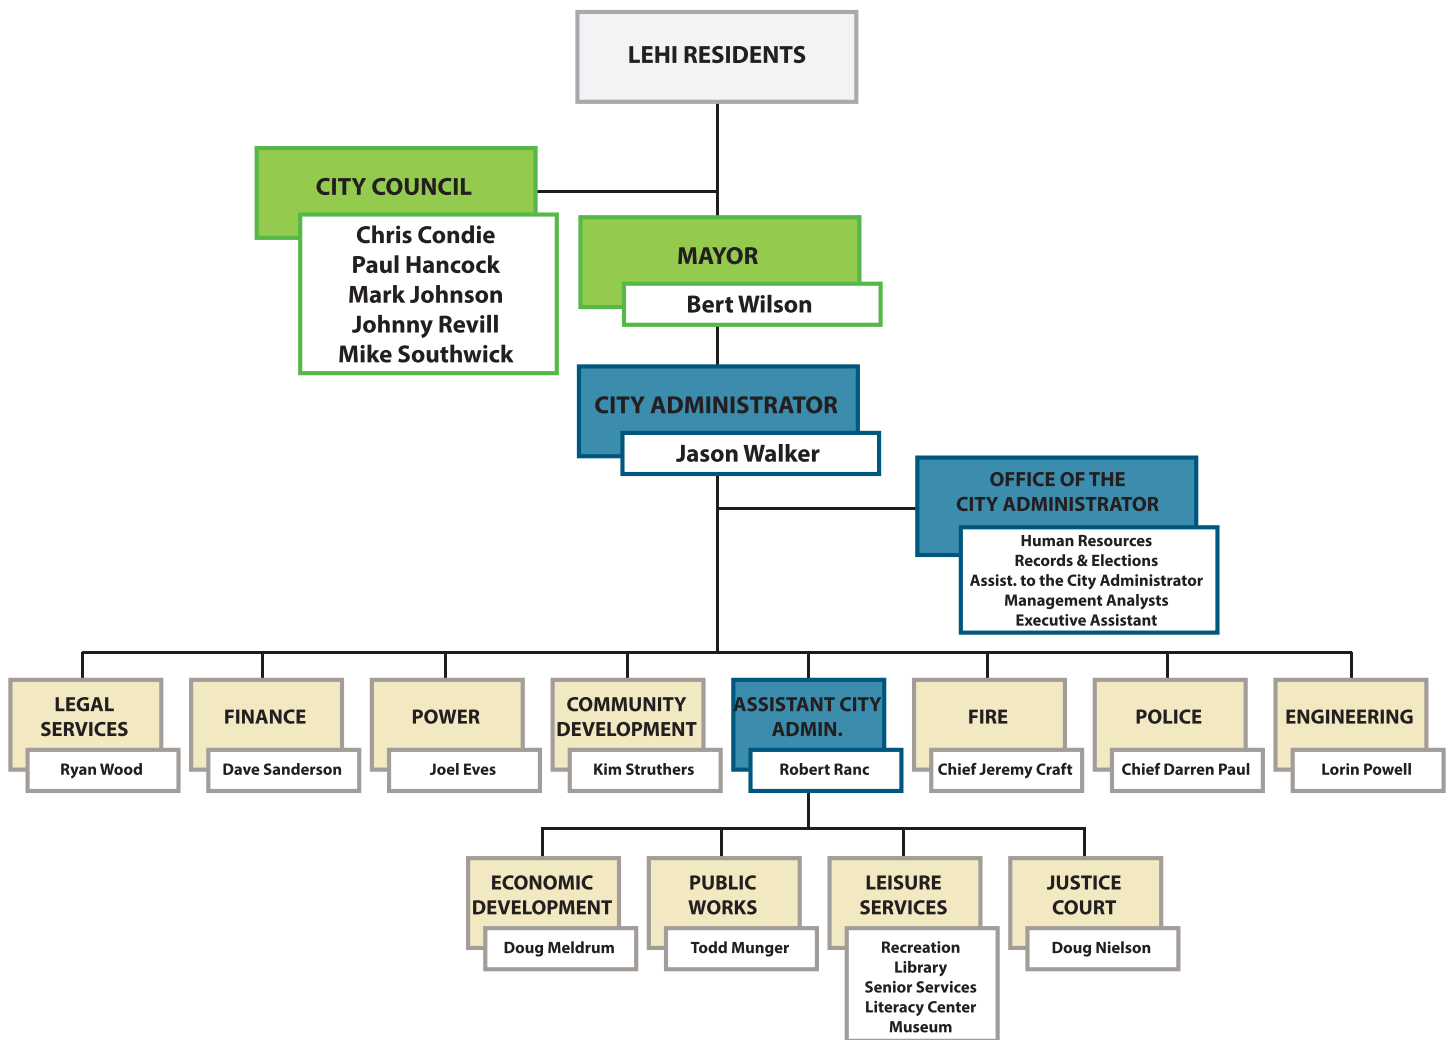 LEHI RESIDENTS
CITY COUNCIL
Chris Condie
Paul Hancock
Mark Johnson
Johnny Revill
Mike Southwick
MAYOR
Bert Wilson
CITY ADMINISTRATOR
Jason Walker
OFFICE OF THE
CITY ADMINISTRATOR
Human Resources
Records & Elections
Assist. to the City Administrator
Management Analysts
Executive Assistant
LEGAL
SERVICES
Ryan Wood
FINANCE
Dave Sanderson
POWER
Joel Eves
COMMUNITY
DEVELOPMENT
Kim Struthers
ASSISTANT CITY
ADMIN.
Robert Ranc
FIRE
Chief Jeremy Craft
POLICE
Chief Darren Paul
ENGINEERING
Lorin Powell
ECONOMIC
DEVELOPMENT
Doug Meldrum
PUBLIC
WORKS
Todd Munger
LEISURE
SERVICES
Recreation
Library
Senior Services
Literacy Center
Museum
JUSTICE
COURT
Doug Nielson